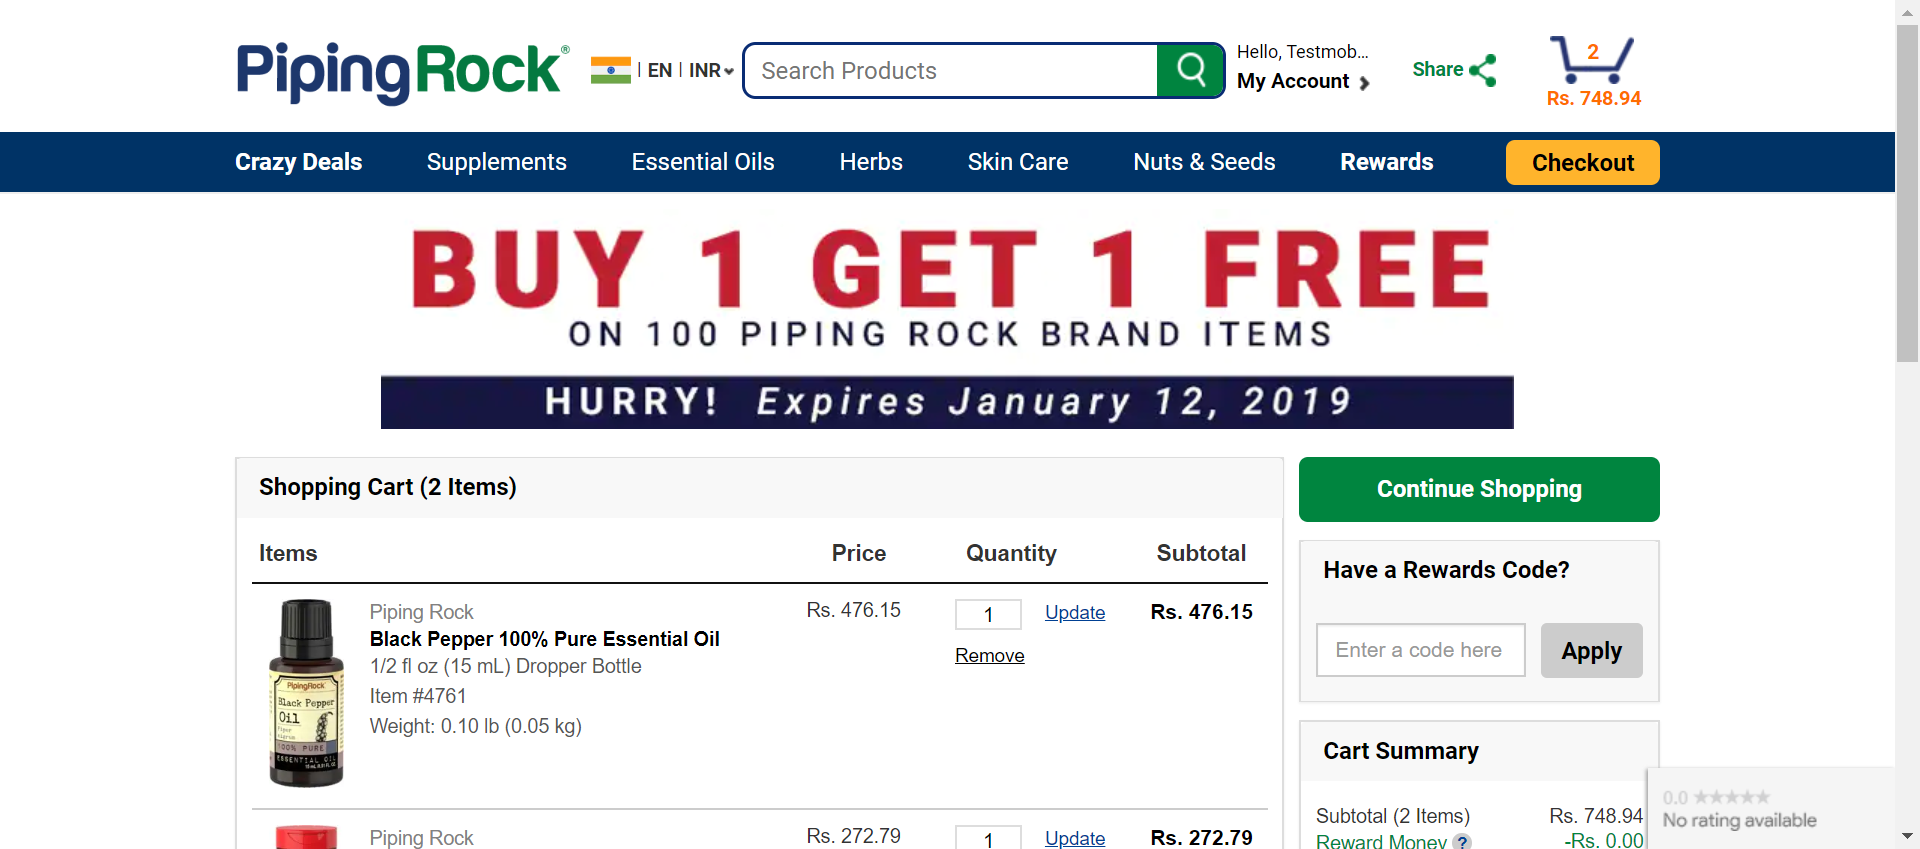 PipingRock®
| EN | INR
Search Products
Hello, Testmob...
My Account
Share
2
Rs. 748.94
Crazy Deals
Supplements
Essential Oils
Herbs
Skin Care
Nuts & Seeds
Rewards
Checkout
BUY 1 GET 1 FREE
ON 100 PIPING ROCK BRAND ITEMS
HURRY! Expires January 12, 2019
Shopping Cart (2 Items)
Items Price Quantity Subtotal
Piping Rock
Black Pepper 100% Pure Essential Oil
1/2 fl oz (15 mL) Dropper Bottle
Item #4761
Weight: 0.10 lb (0.05 kg)
Rs. 476.15
1
Update
Remove
Rs. 476.15
PipingRock
Black Pepper
Oil
100% PURE
ESSENTIAL OIL
Piping Rock
Rs. 272.79
1
Update
Rs. 272.79
Continue Shopping
Have a Rewards Code?
Enter a code here
Apply
Cart Summary
Subtotal (2 Items) Rs. 748.94
Reward Money ? -Rs. 0.00
0.0 ★★★★★
No rating available